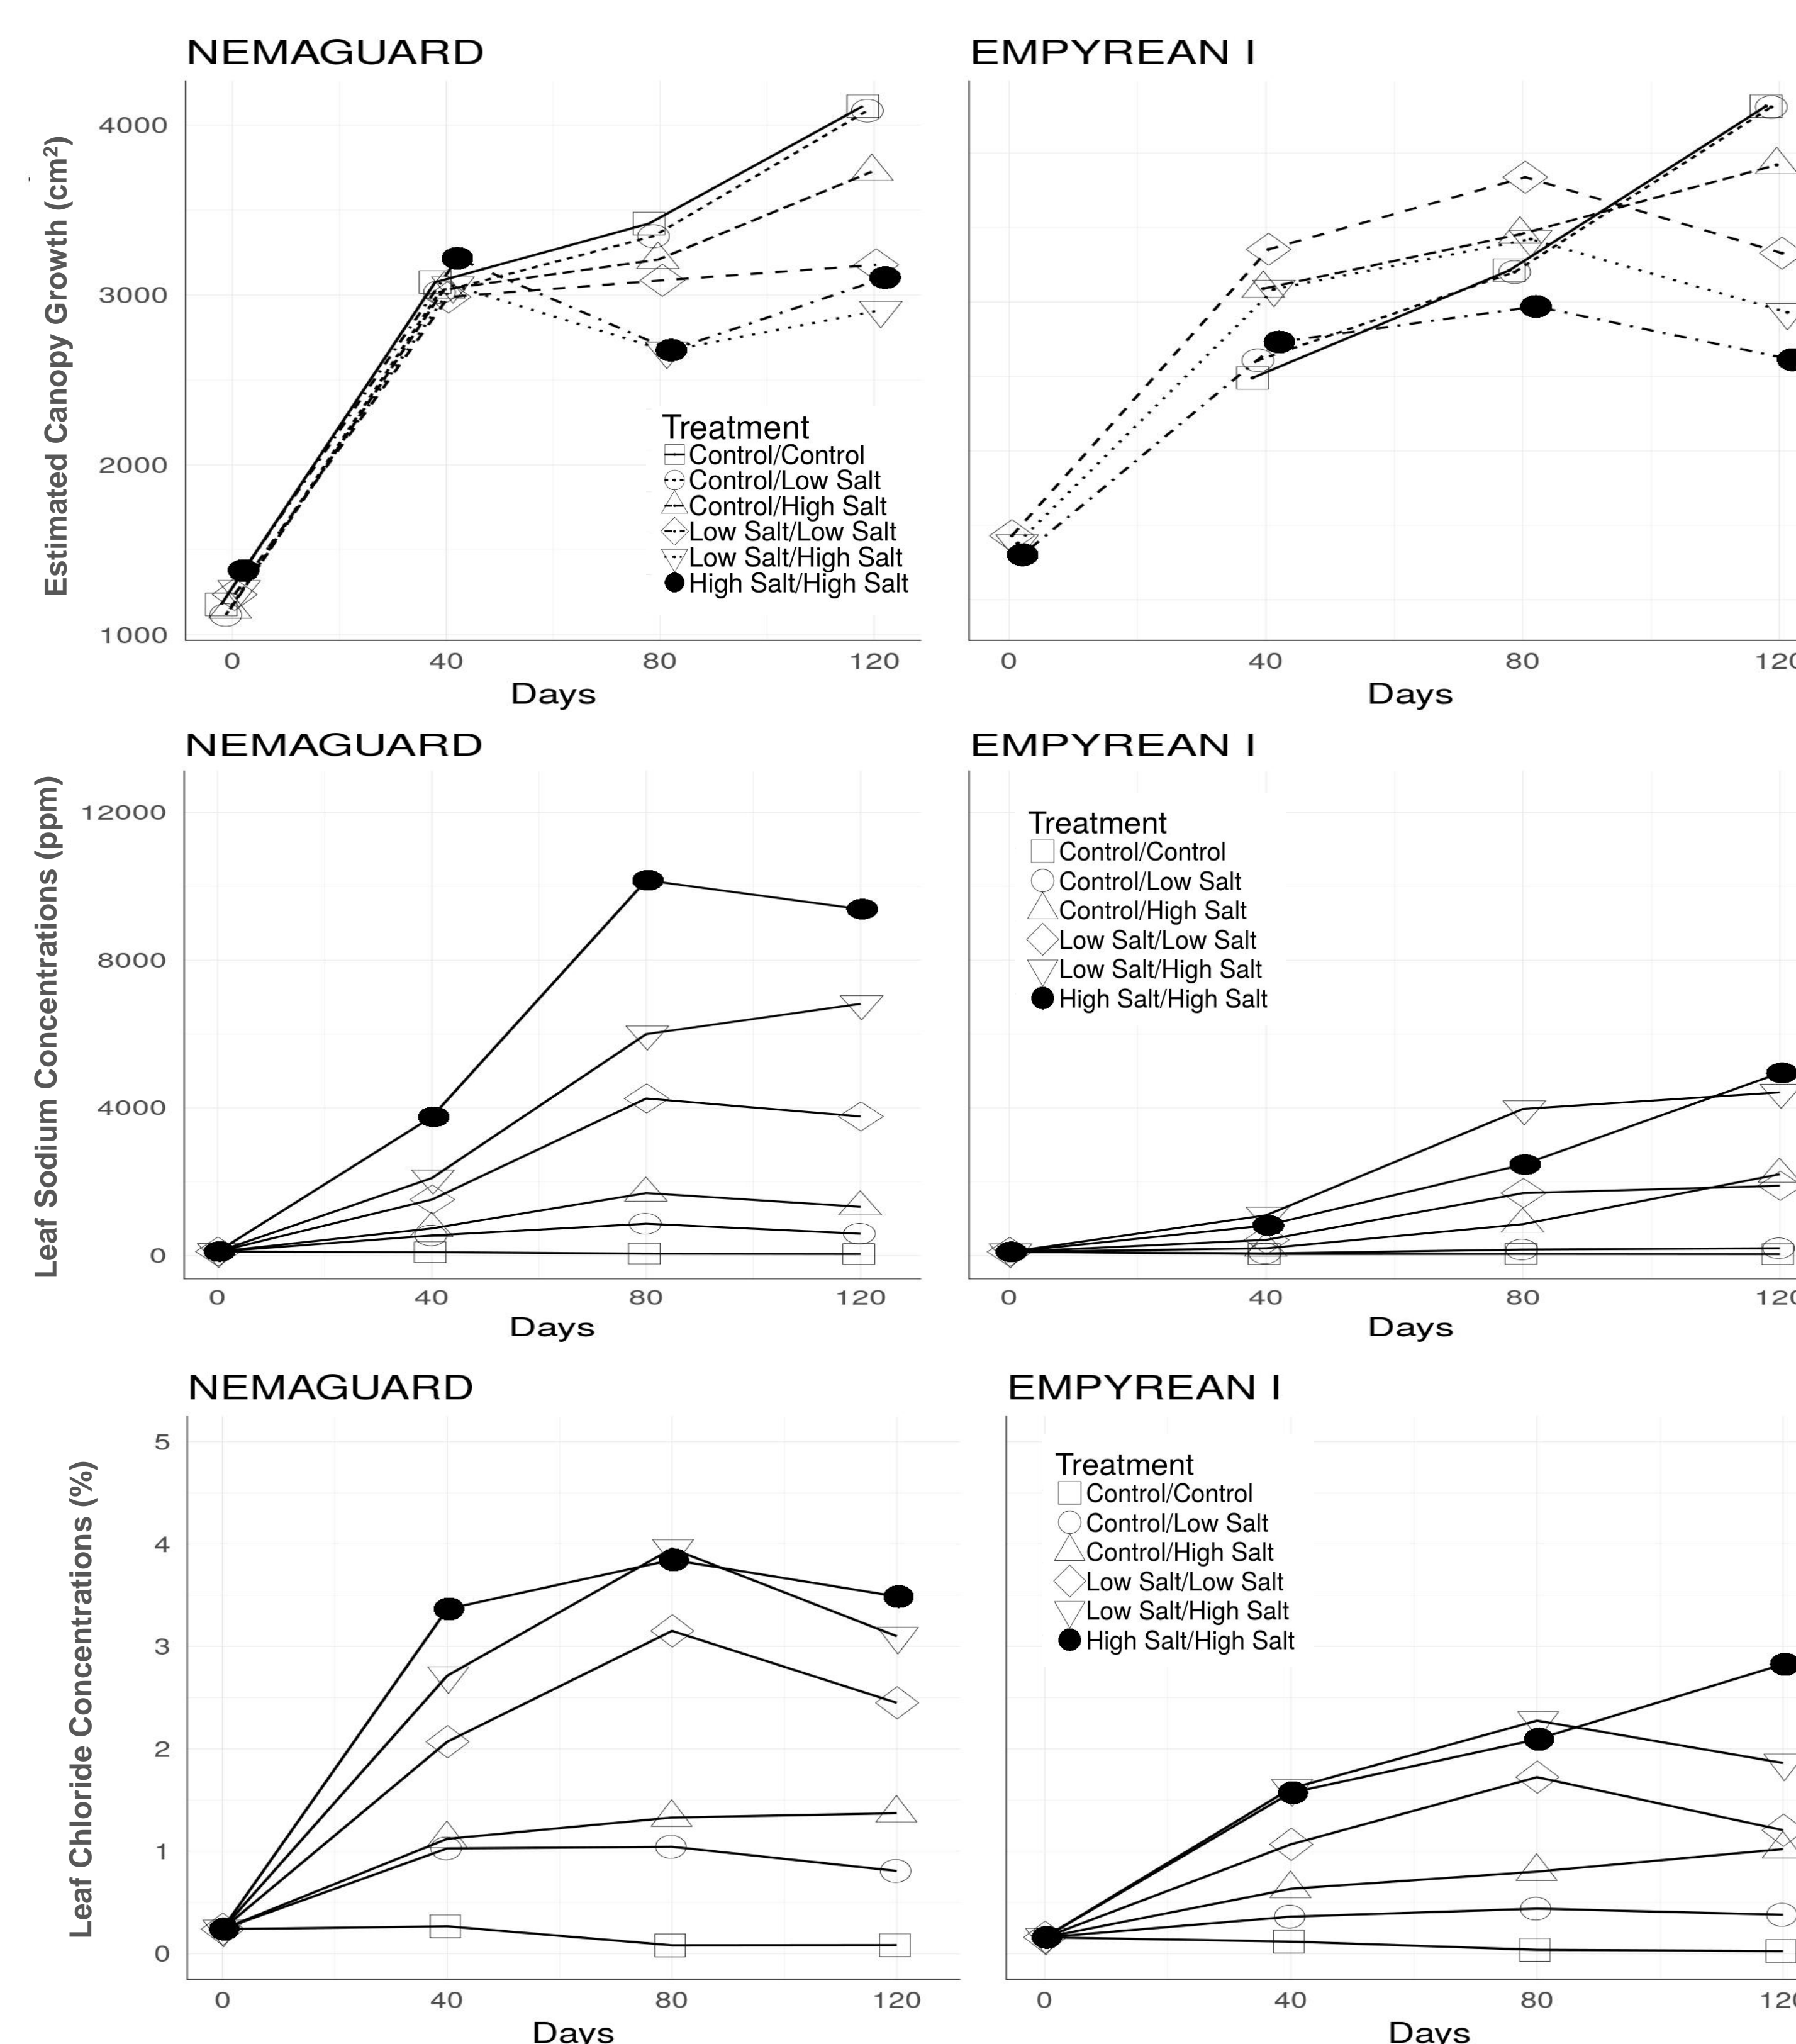 NEMAGUARD
EMPYREAN I
Estimated Canopy Growth (cm²)
4000
3000
2000
1000
Treatment
Control/Control
Control/Low Salt
Control/High Salt
Low Salt/Low Salt
Low Salt/High Salt
High Salt/High Salt
0 40 80 120
Days
0 40 80
Days
NEMAGUARD
EMPYREAN I
Leaf Sodium Concentrations (ppm)
12000
8000
4000
0
Treatment
Control/Control
Control/Low Salt
Control/High Salt
Low Salt/Low Salt
Low Salt/High Salt
High Salt/High Salt
0 40 80 120
Days
0 40 80
Days
NEMAGUARD
EMPYREAN I
Leaf Chloride Concentrations (%)
5
4
3
2
1
0
Treatment
Control/Control
Control/Low Salt
Control/High Salt
Low Salt/Low Salt
Low Salt/High Salt
High Salt/High Salt
0 40 80 120
Days
0 40 80
Days